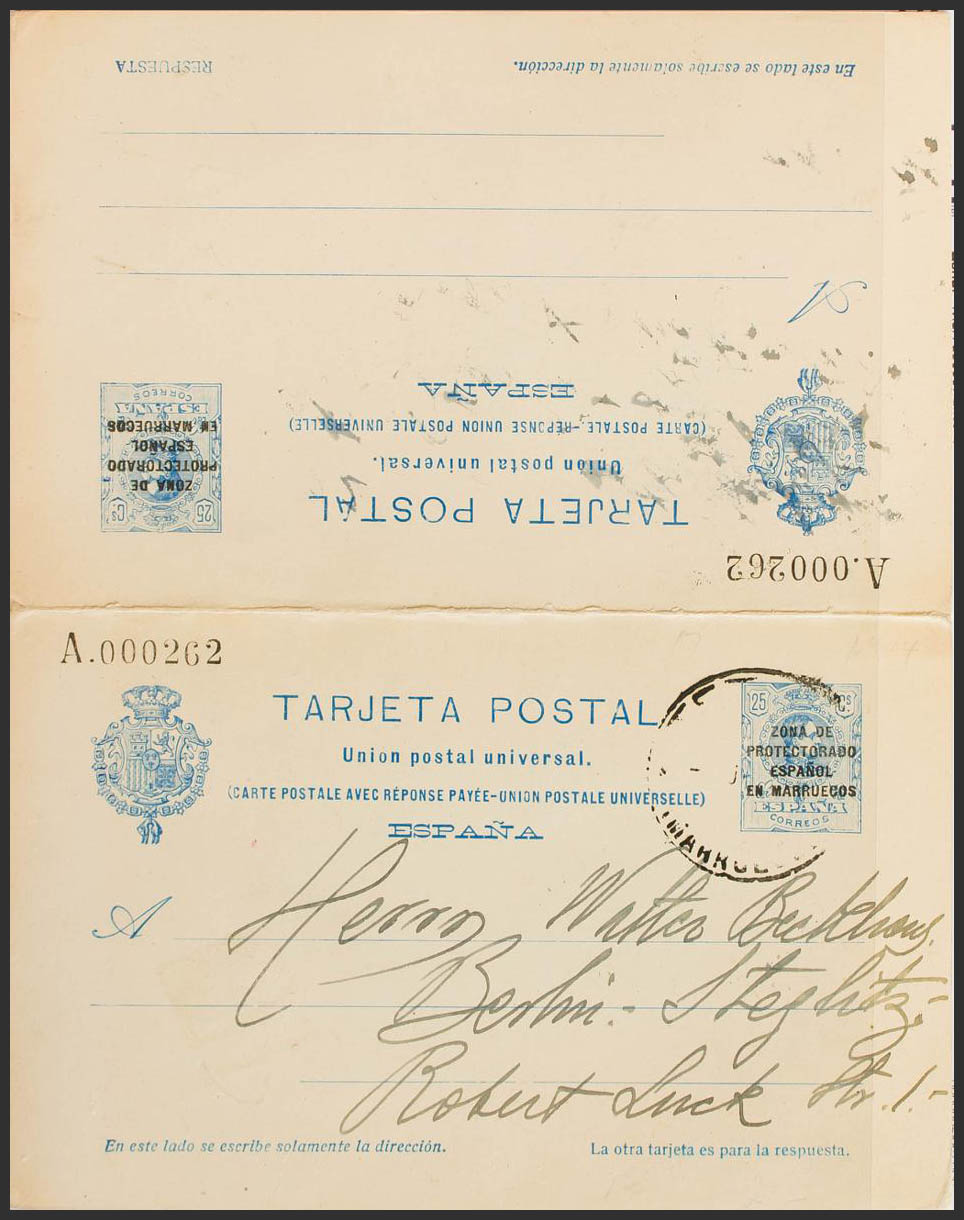 RESPUESTA
En este lado se escribe solamente la dirección.
A
ESPAÑA
(CARTE POSTALE-RÉPONSE UNION POSTALE UNIVERSELLE)
Union postal universal.
TARJETA POSTAL
CORREOS
ESPAÑA
ZONA DE
PROTECTORADO
ESPAÑOL
EN MARRUECOS
25 Cs
A.000262
A.000262
TARJETA POSTAL
Union postal universal.
(CARTE POSTALE AVEC RÉPONSE PAYÉE-UNION POSTALE UNIVERSELLE)
ESPAÑA
25 Cs
ZONA DE
PROTECTORADO
ESPAÑOL
EN MARRUECOS
ESPAÑA
CORREOS
A Herrn Walter Beckhaus.
Berlin.- Steglitz.-
Robert Luck Str. 1.-
En este lado se escribe solamente la dirección.
La otra tarjeta es para la respuesta.